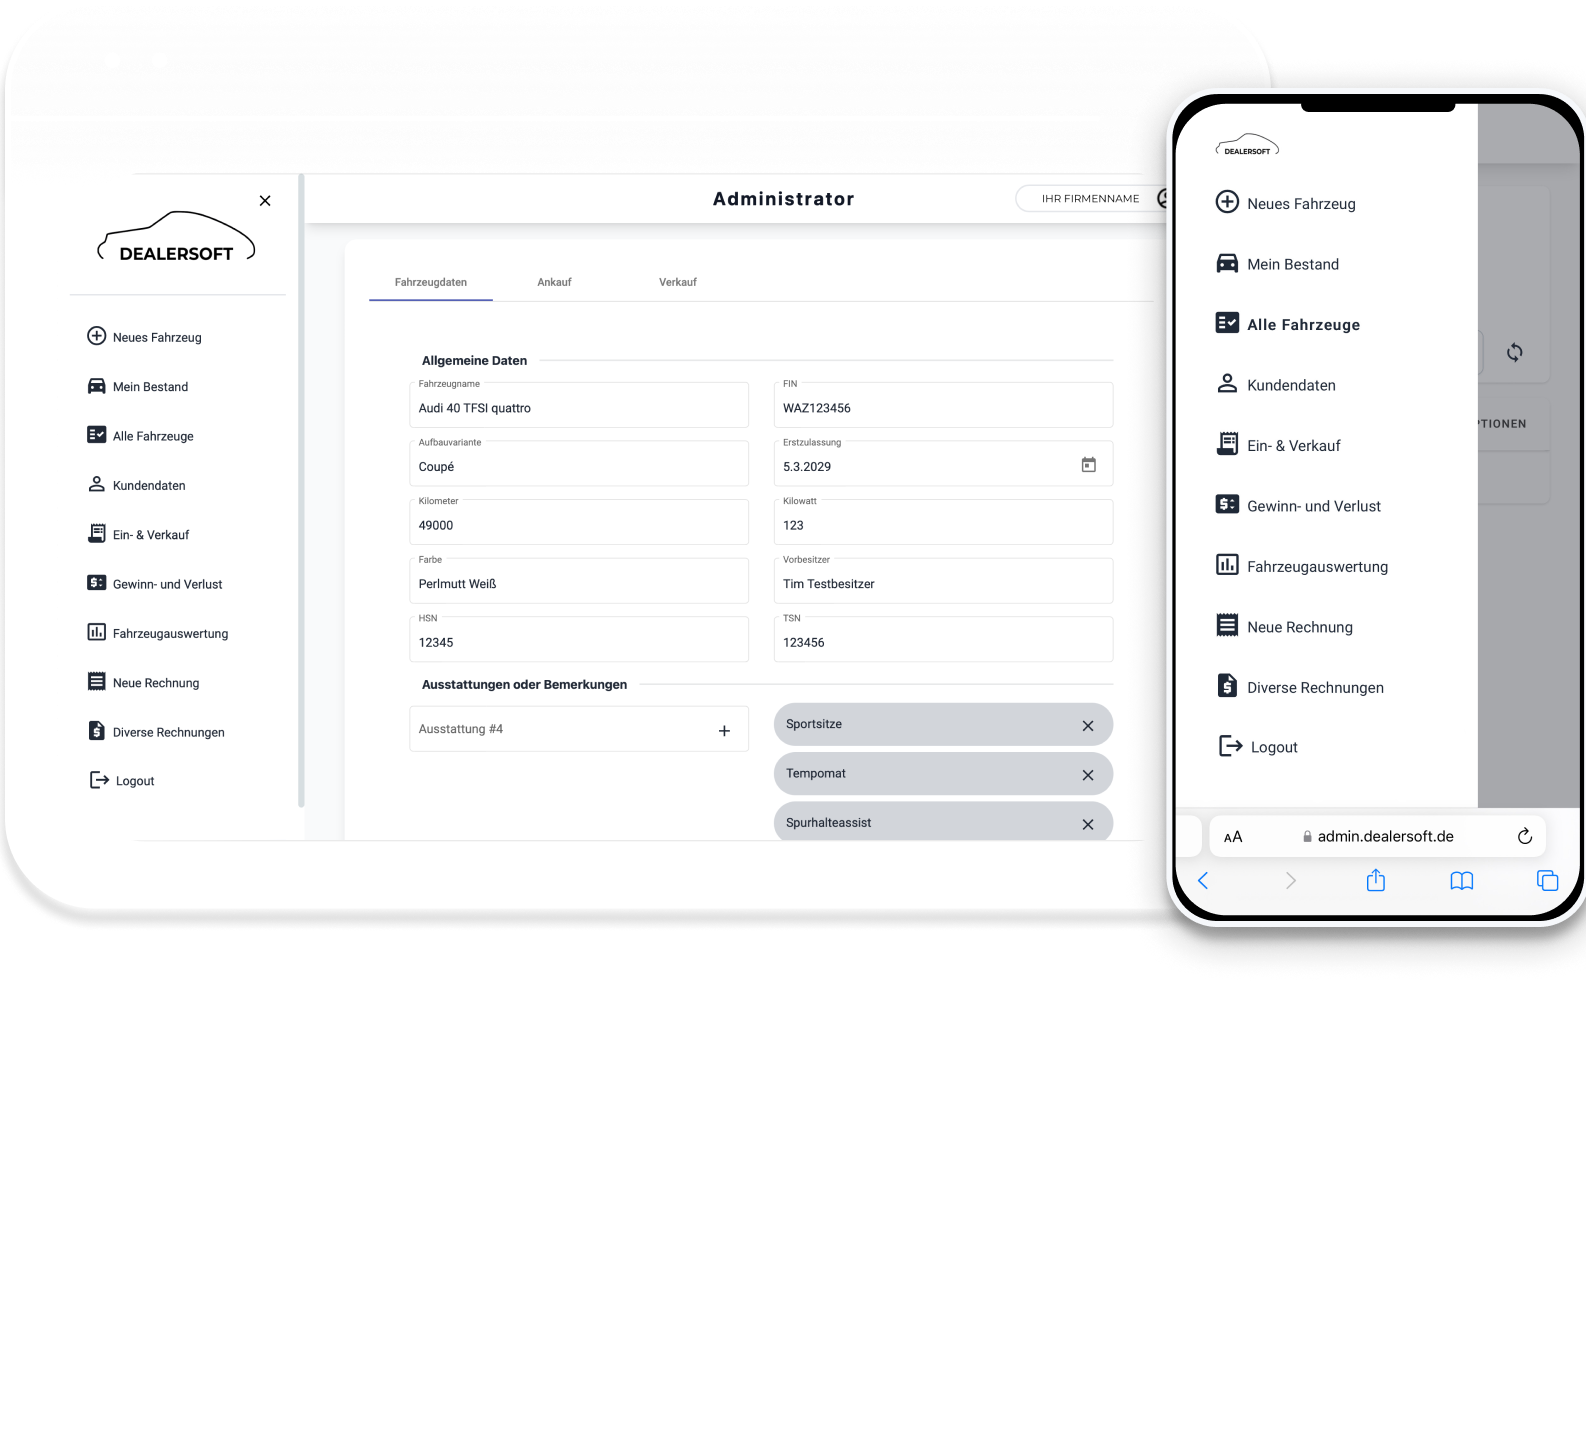 DEALERSOFT
Neues Fahrzeug
Mein Bestand
Alle Fahrzeuge
Kundendaten
Ein- & Verkauf
Gewinn- und Verlust
Fahrzeugauswertung
Neue Rechnung
Diverse Rechnungen
Logout
Administrator
IHR FIRMENNAME
Fahrzeugdaten Ankauf Verkauf
Allgemeine Daten
Fahrzeugname FIN
Audi 40 TFSI quattro WAZ123456
Aufbauvariante Erstzulassung
Coupé 5.3.2029
Kilometer Kilowatt
49000 123
Farbe Vorbesitzer
Perlmutt Weiß Tim Testbesitzer
HSN TSN
12345 123456
Ausstattungen oder Bemerkungen
Ausstattung #4
Sportsitze
Tempomat
Spurhalteassist
DEALERSOFT
Neues Fahrzeug
Mein Bestand
Alle Fahrzeuge
Kundendaten
Ein- & Verkauf
Gewinn- und Verlust
Fahrzeugauswertung
Neue Rechnung
Diverse Rechnungen
Logout
PTIONEN
AA admin.dealersoft.de